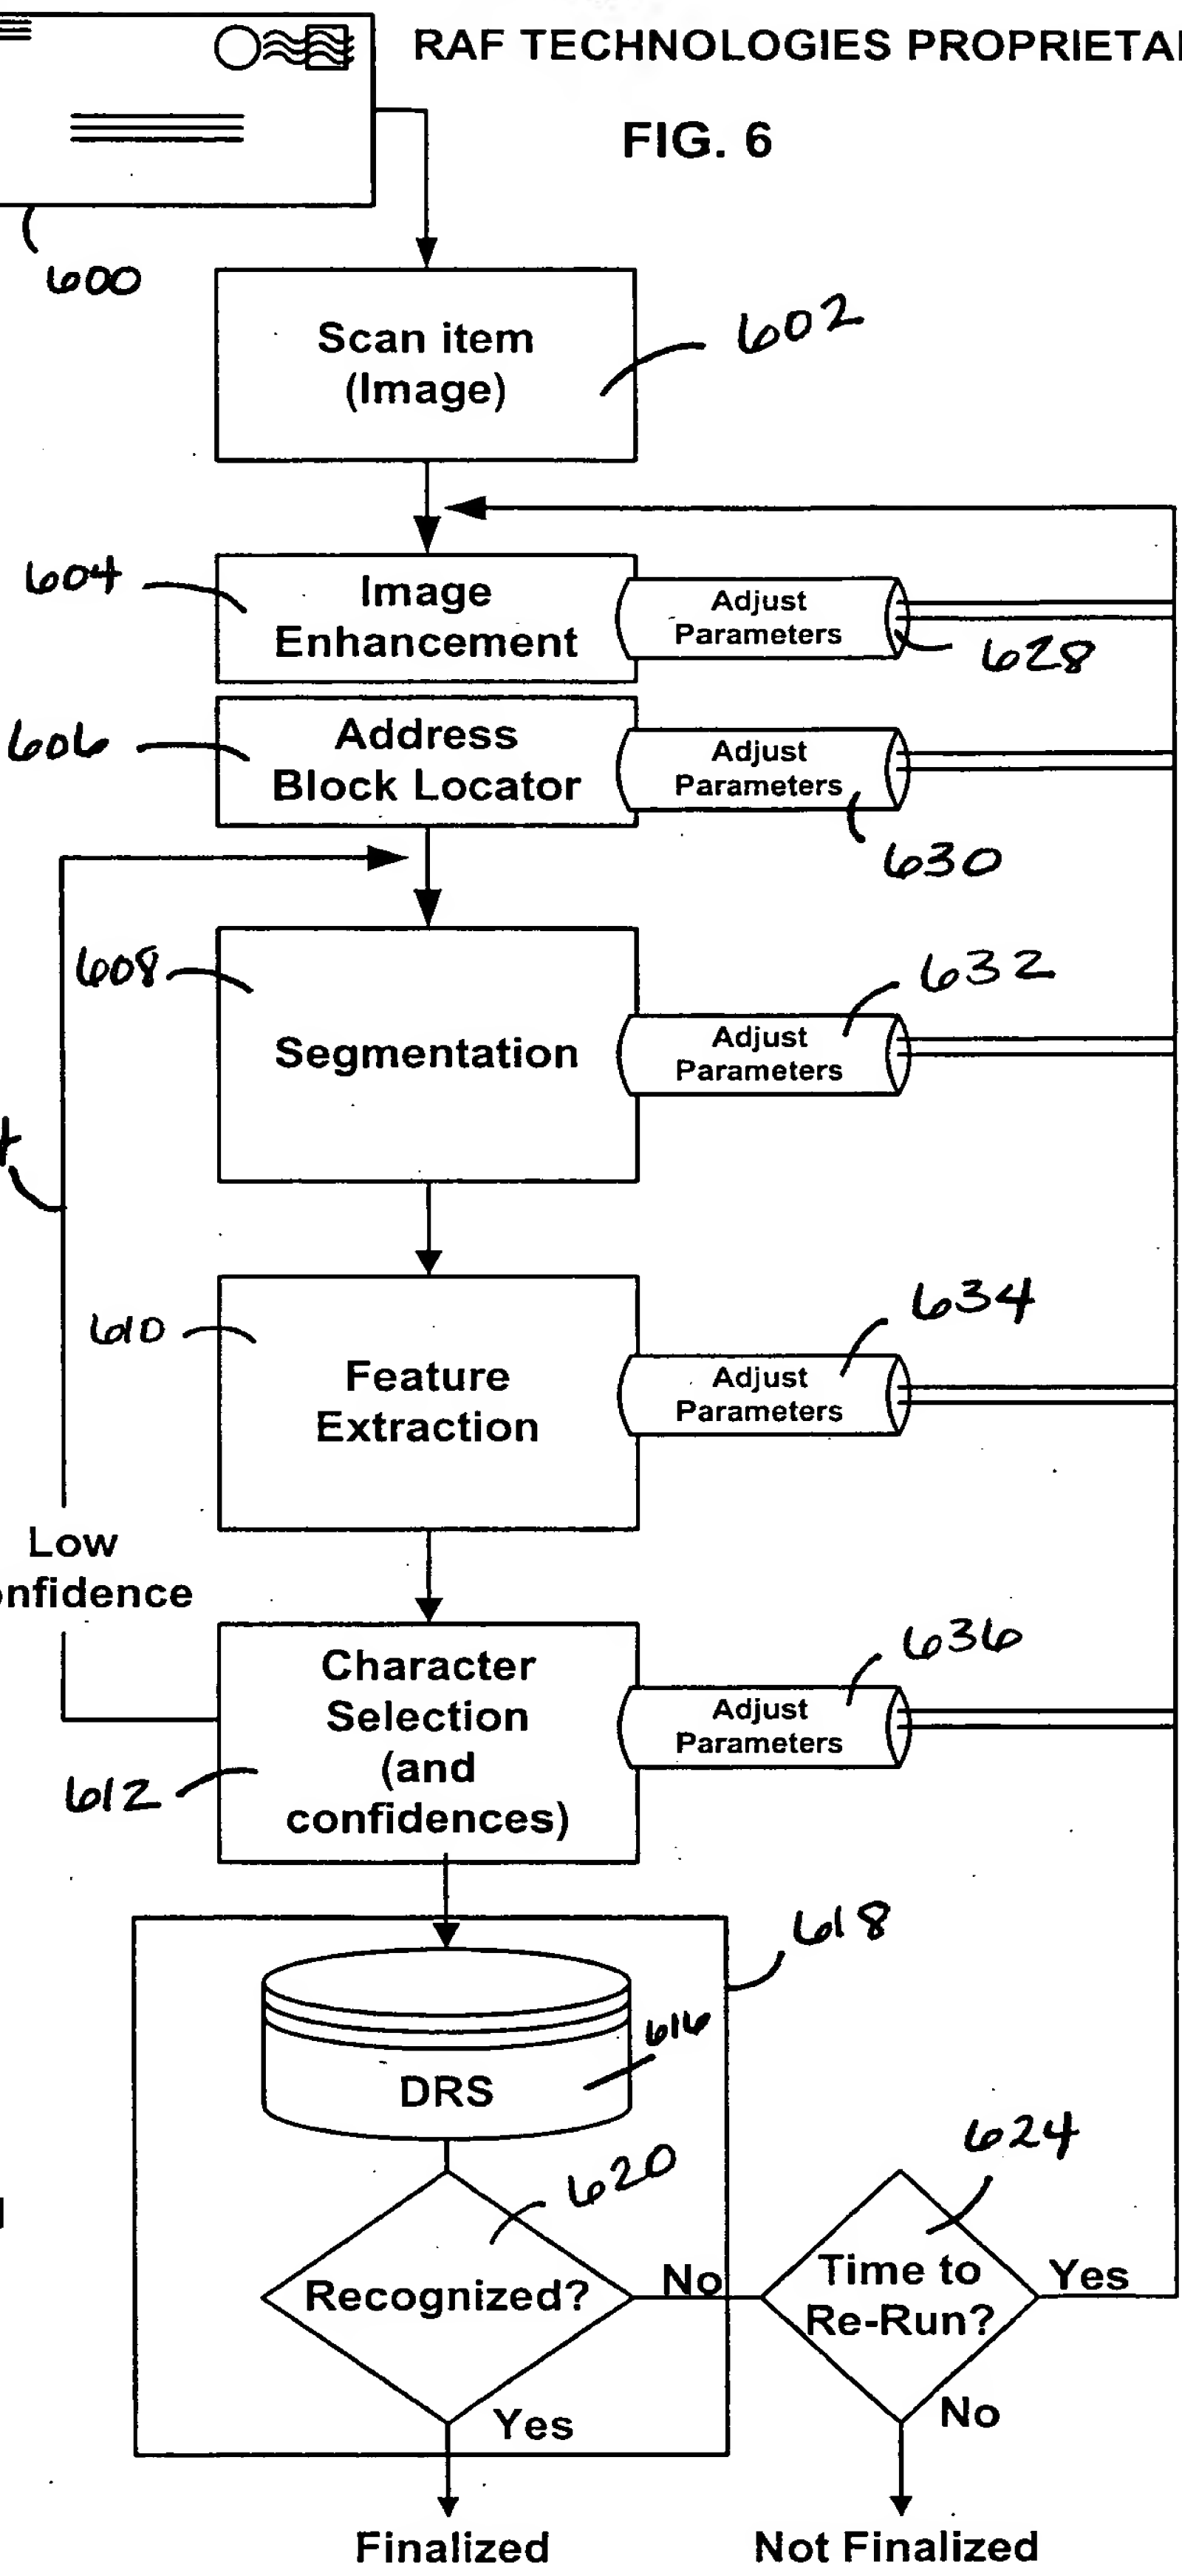 RAF TECHNOLOGIES
FIG. 6
600
Scan item
(Image)
602
604
Image
Enhancement
Adjust
Parameters
628
606
Address
Block Locator
Adjust
Parameters
630
608
Segmentation
Adjust
Parameters
632
610
Feature
Extraction
Adjust
Parameters
634
Low
612
Character
Selection
(and
confidences)
Adjust
Parameters
636
618
DRS
616
Recognized?
620
No
Time to
Re-Run?
624
Yes
Yes
No
Finalized
Not Finalized